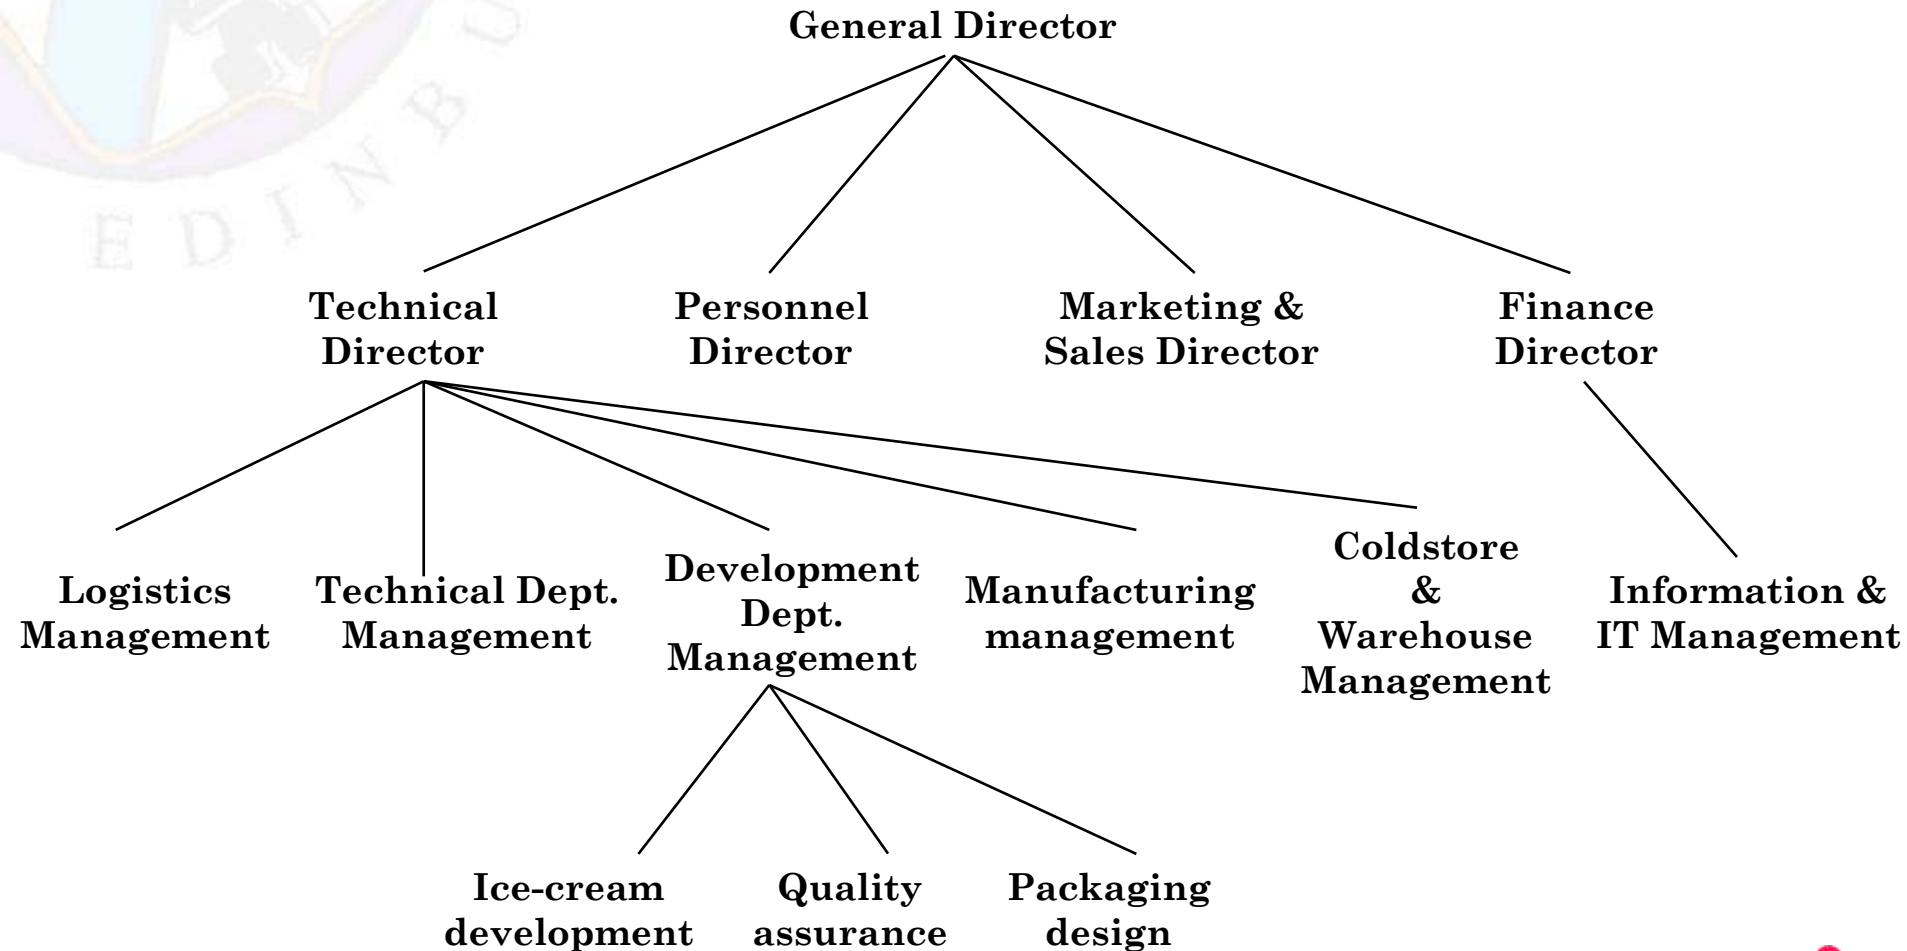 General Director
Technical
Director
Personnel
Director
Marketing &
Sales Director
Finance
Director
Logistics
Management
Technical Dept.
Management
Development
Dept.
Management
Manufacturing
management
Coldstore
&
Warehouse
Management
Information &
IT Management
Ice-cream
development
Quality
assurance
Packaging
design
E D I N B U